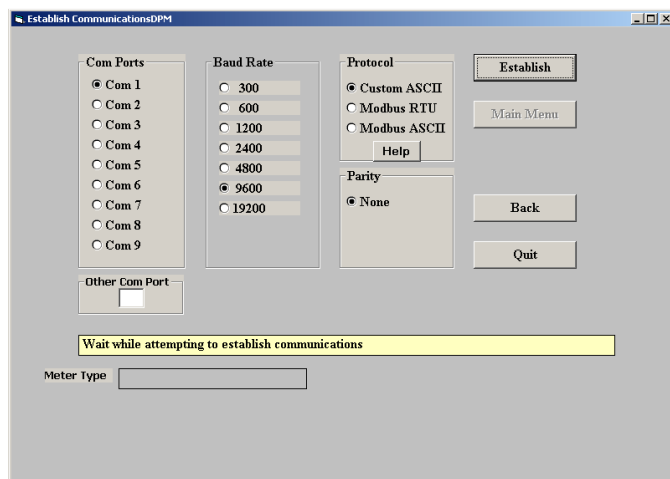 Establish CommunicationsDPM
Com Ports
Com 1
Com 2
Com 3
Com 4
Com 5
Com 6
Com 7
Com 8
Com 9
Other Com Port
Baud Rate
300
600
1200
2400
4800
9600
19200
Protocol
Custom ASCII
Modbus RTU
Modbus ASCII
Help
Parity
None
Establish
Main Menu
Back
Quit
Wait while attempting to establish communications
Meter Type